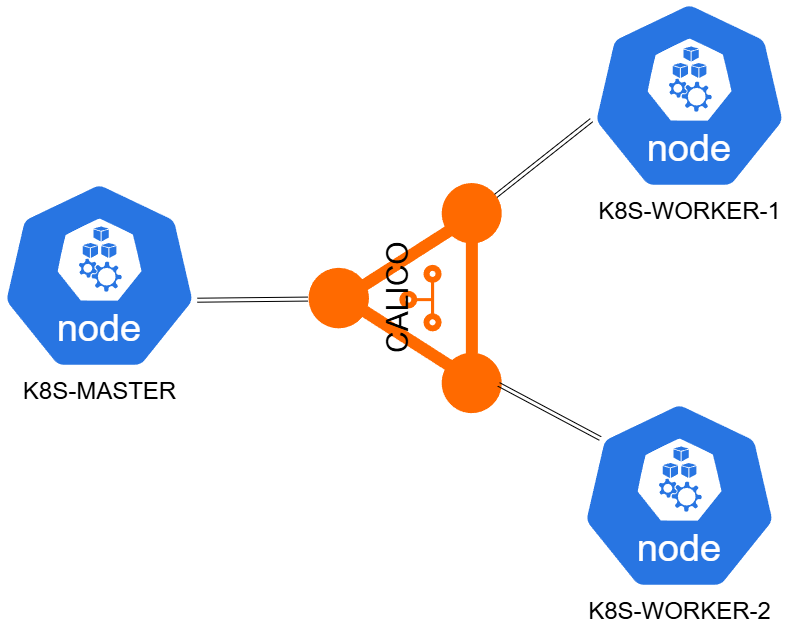 node
K8S-WORKER-1
node
K8S-MASTER
CALICO
node
K8S-WORKER-2